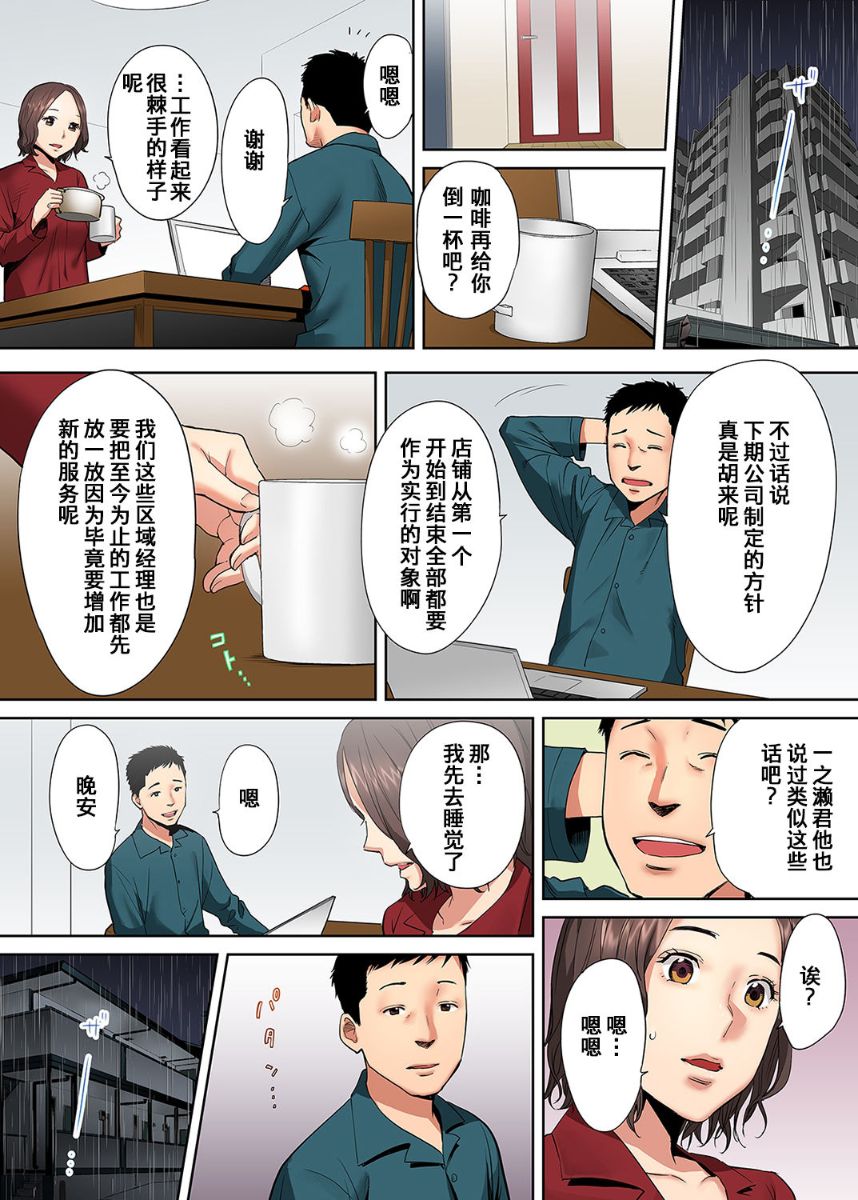 ザ
…
咖啡再给你
倒一杯吧？
嗯嗯
谢谢
…工作看起来
很棘手的样子
呢
不过话说
下期公司制定的方针
真是胡来呢
店铺从第一个
开始到结束全部都要
作为实行的对象啊
我们这些区域经理也是
要把至今为止的工作都先
放一放因为毕竟要增加
新的服务呢
コト…
一之濑君他也
说过类似这些
话吧？
诶？
嗯…
嗯嗯
那…
我先去睡觉
了
嗯
晚安
パタン…
ザ
…